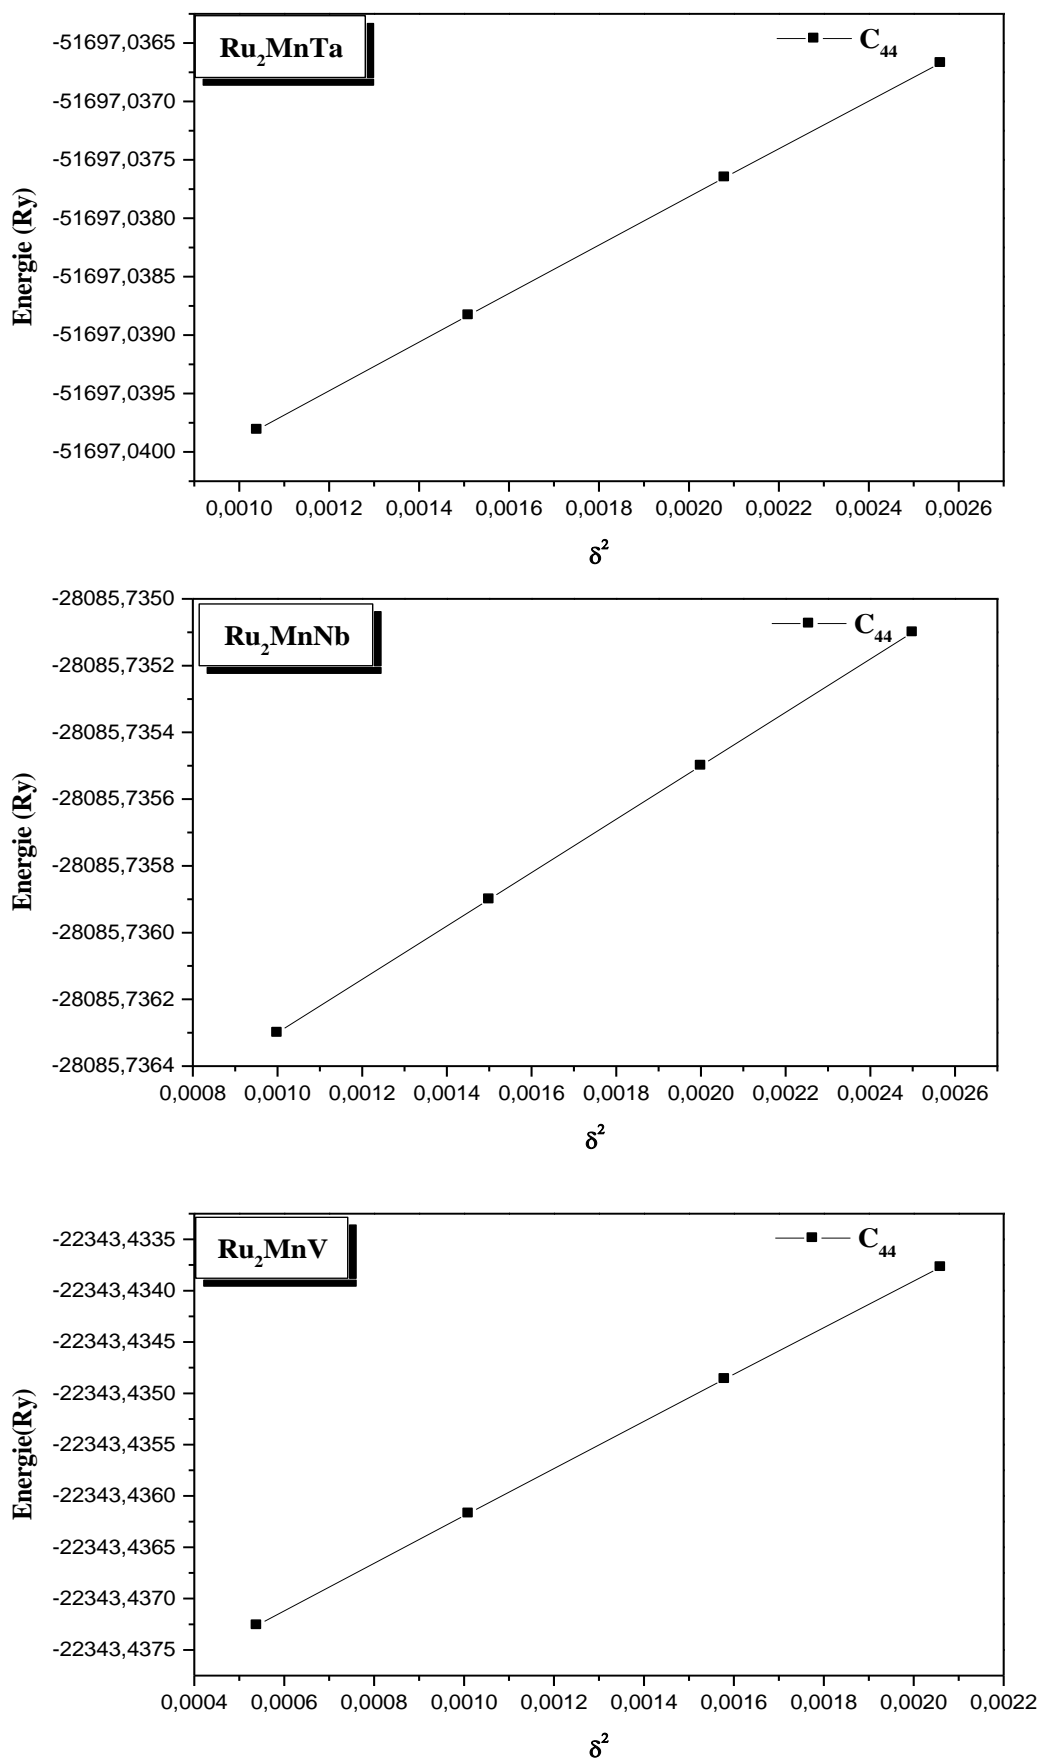 Ru2MnTa
C44
Energie (Ry)
-51697,0365
-51697,0370
-51697,0375
-51697,0380
-51697,0385
-51697,0390
-51697,0395
-51697,0400
0,0010 0,0012 0,0014 0,0016 0,0018 0,0020 0,0022 0,0024 0,0026
δ2
Ru2MnNb
C44
Energie (Ry)
-28085,7350
-28085,7352
-28085,7354
-28085,7356
-28085,7358
-28085,7360
-28085,7362
-28085,7364
0,0008 0,0010 0,0012 0,0014 0,0016 0,0018 0,0020 0,0022 0,0024 0,0026
δ2
Ru2MnV
C44
Energie(Ry)
-22343,4335
-22343,4340
-22343,4345
-22343,4350
-22343,4355
-22343,4360
-22343,4365
-22343,4370
-22343,4375
0,0004 0,0006 0,0008 0,0010 0,0012 0,0014 0,0016 0,0018 0,0020 0,0022
δ2